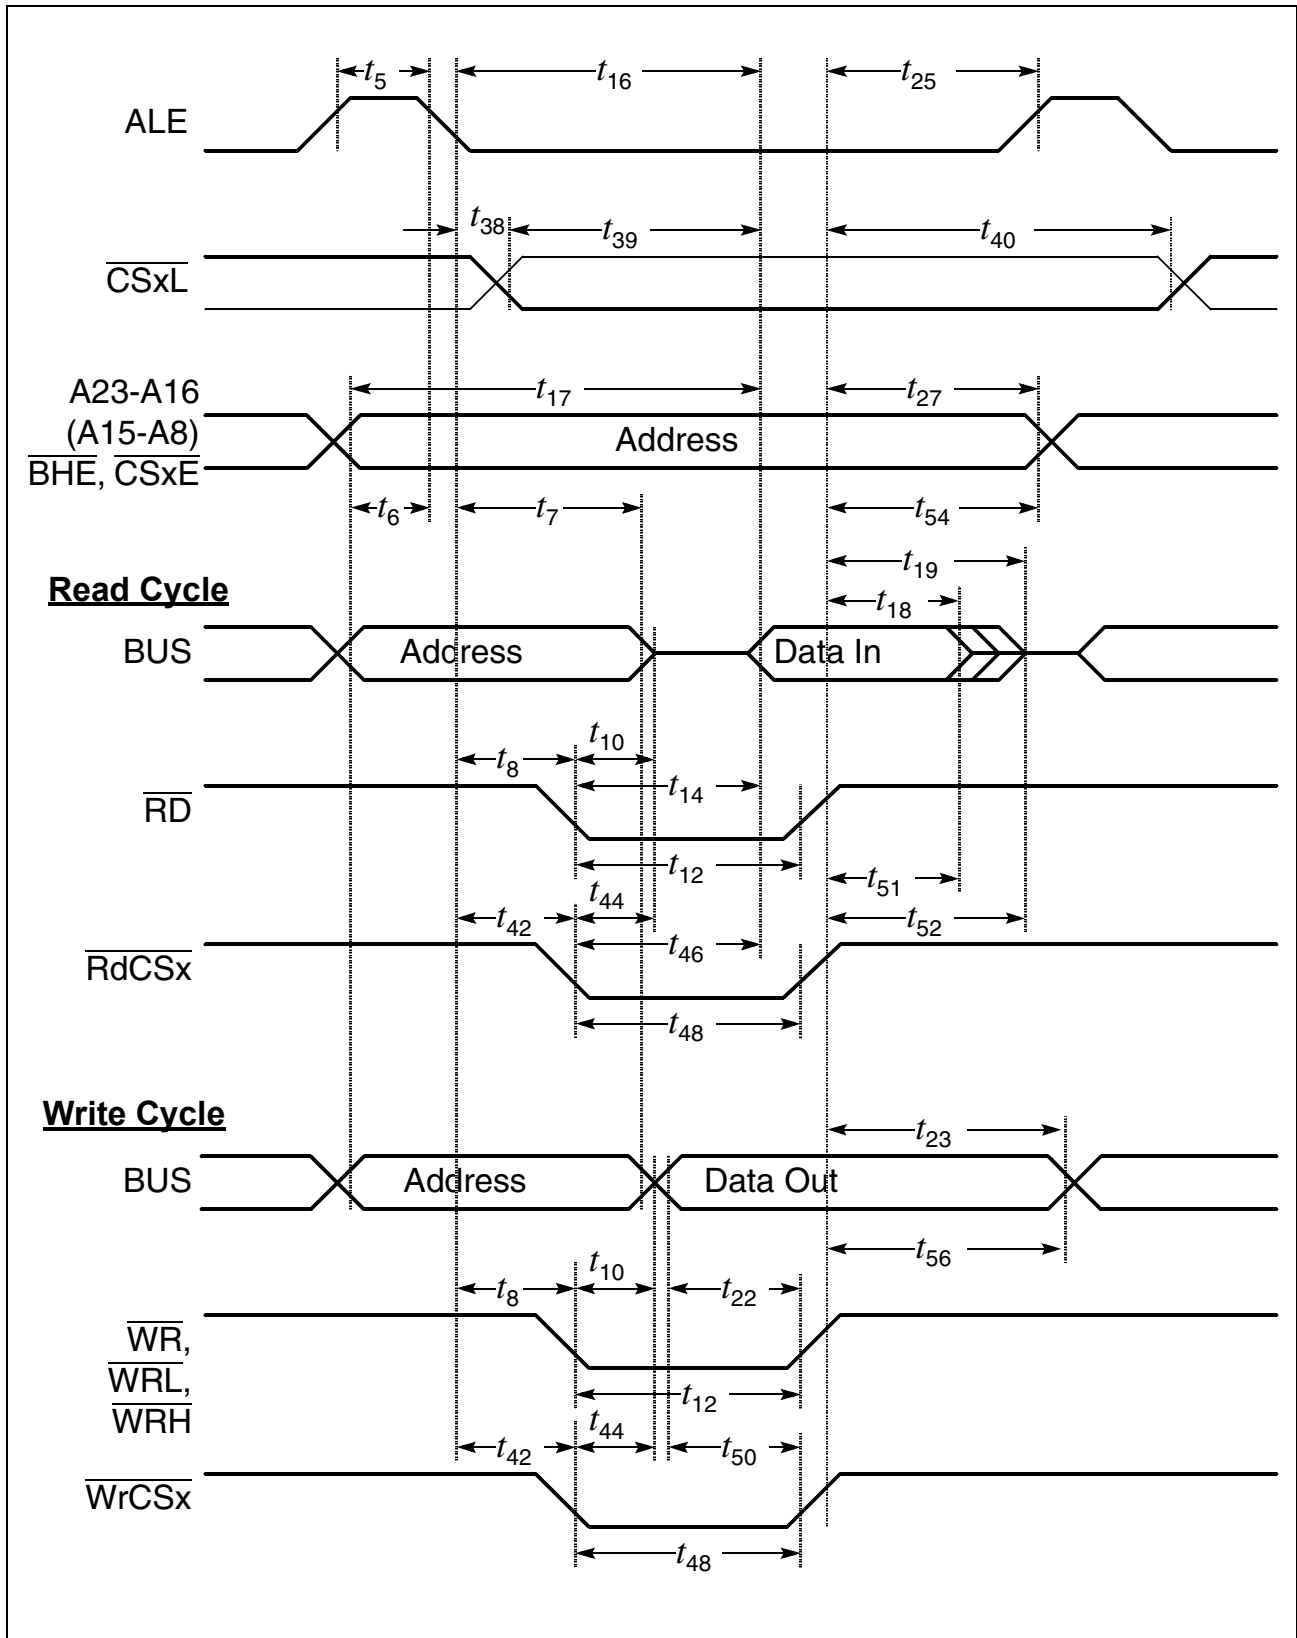 t5 t16 t25
ALE
t38 t39 t40
CSxL
A23-A16 t17 t27
(A15-A8) Address
BHE, CSxE
t6 t7 t54
t19
Read Cycle
t18
BUS Address Data In
t10
t8
t14
RD
t12 t51
t44
t42 t52
t46
RdCSx
t48
Write Cycle
t23
BUS Address Data Out
t56
t10
t8 t22
WR,
WRL,
t12
WRH
t44
t42 t50
WrCSx
t48